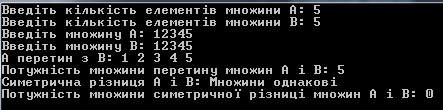 Введіть кількість елементів множини A: 5
Введіть кількість елементів множини B: 5
Введіть множину A: 12345
Введіть множину B: 12345
A перетин з B: 1 2 3 4 5
Потужність множини перетину множин A і B: 5
Симетрична різниця A і B: Множини однакові
Потужність множини симетричної різниці множин A і B: 0